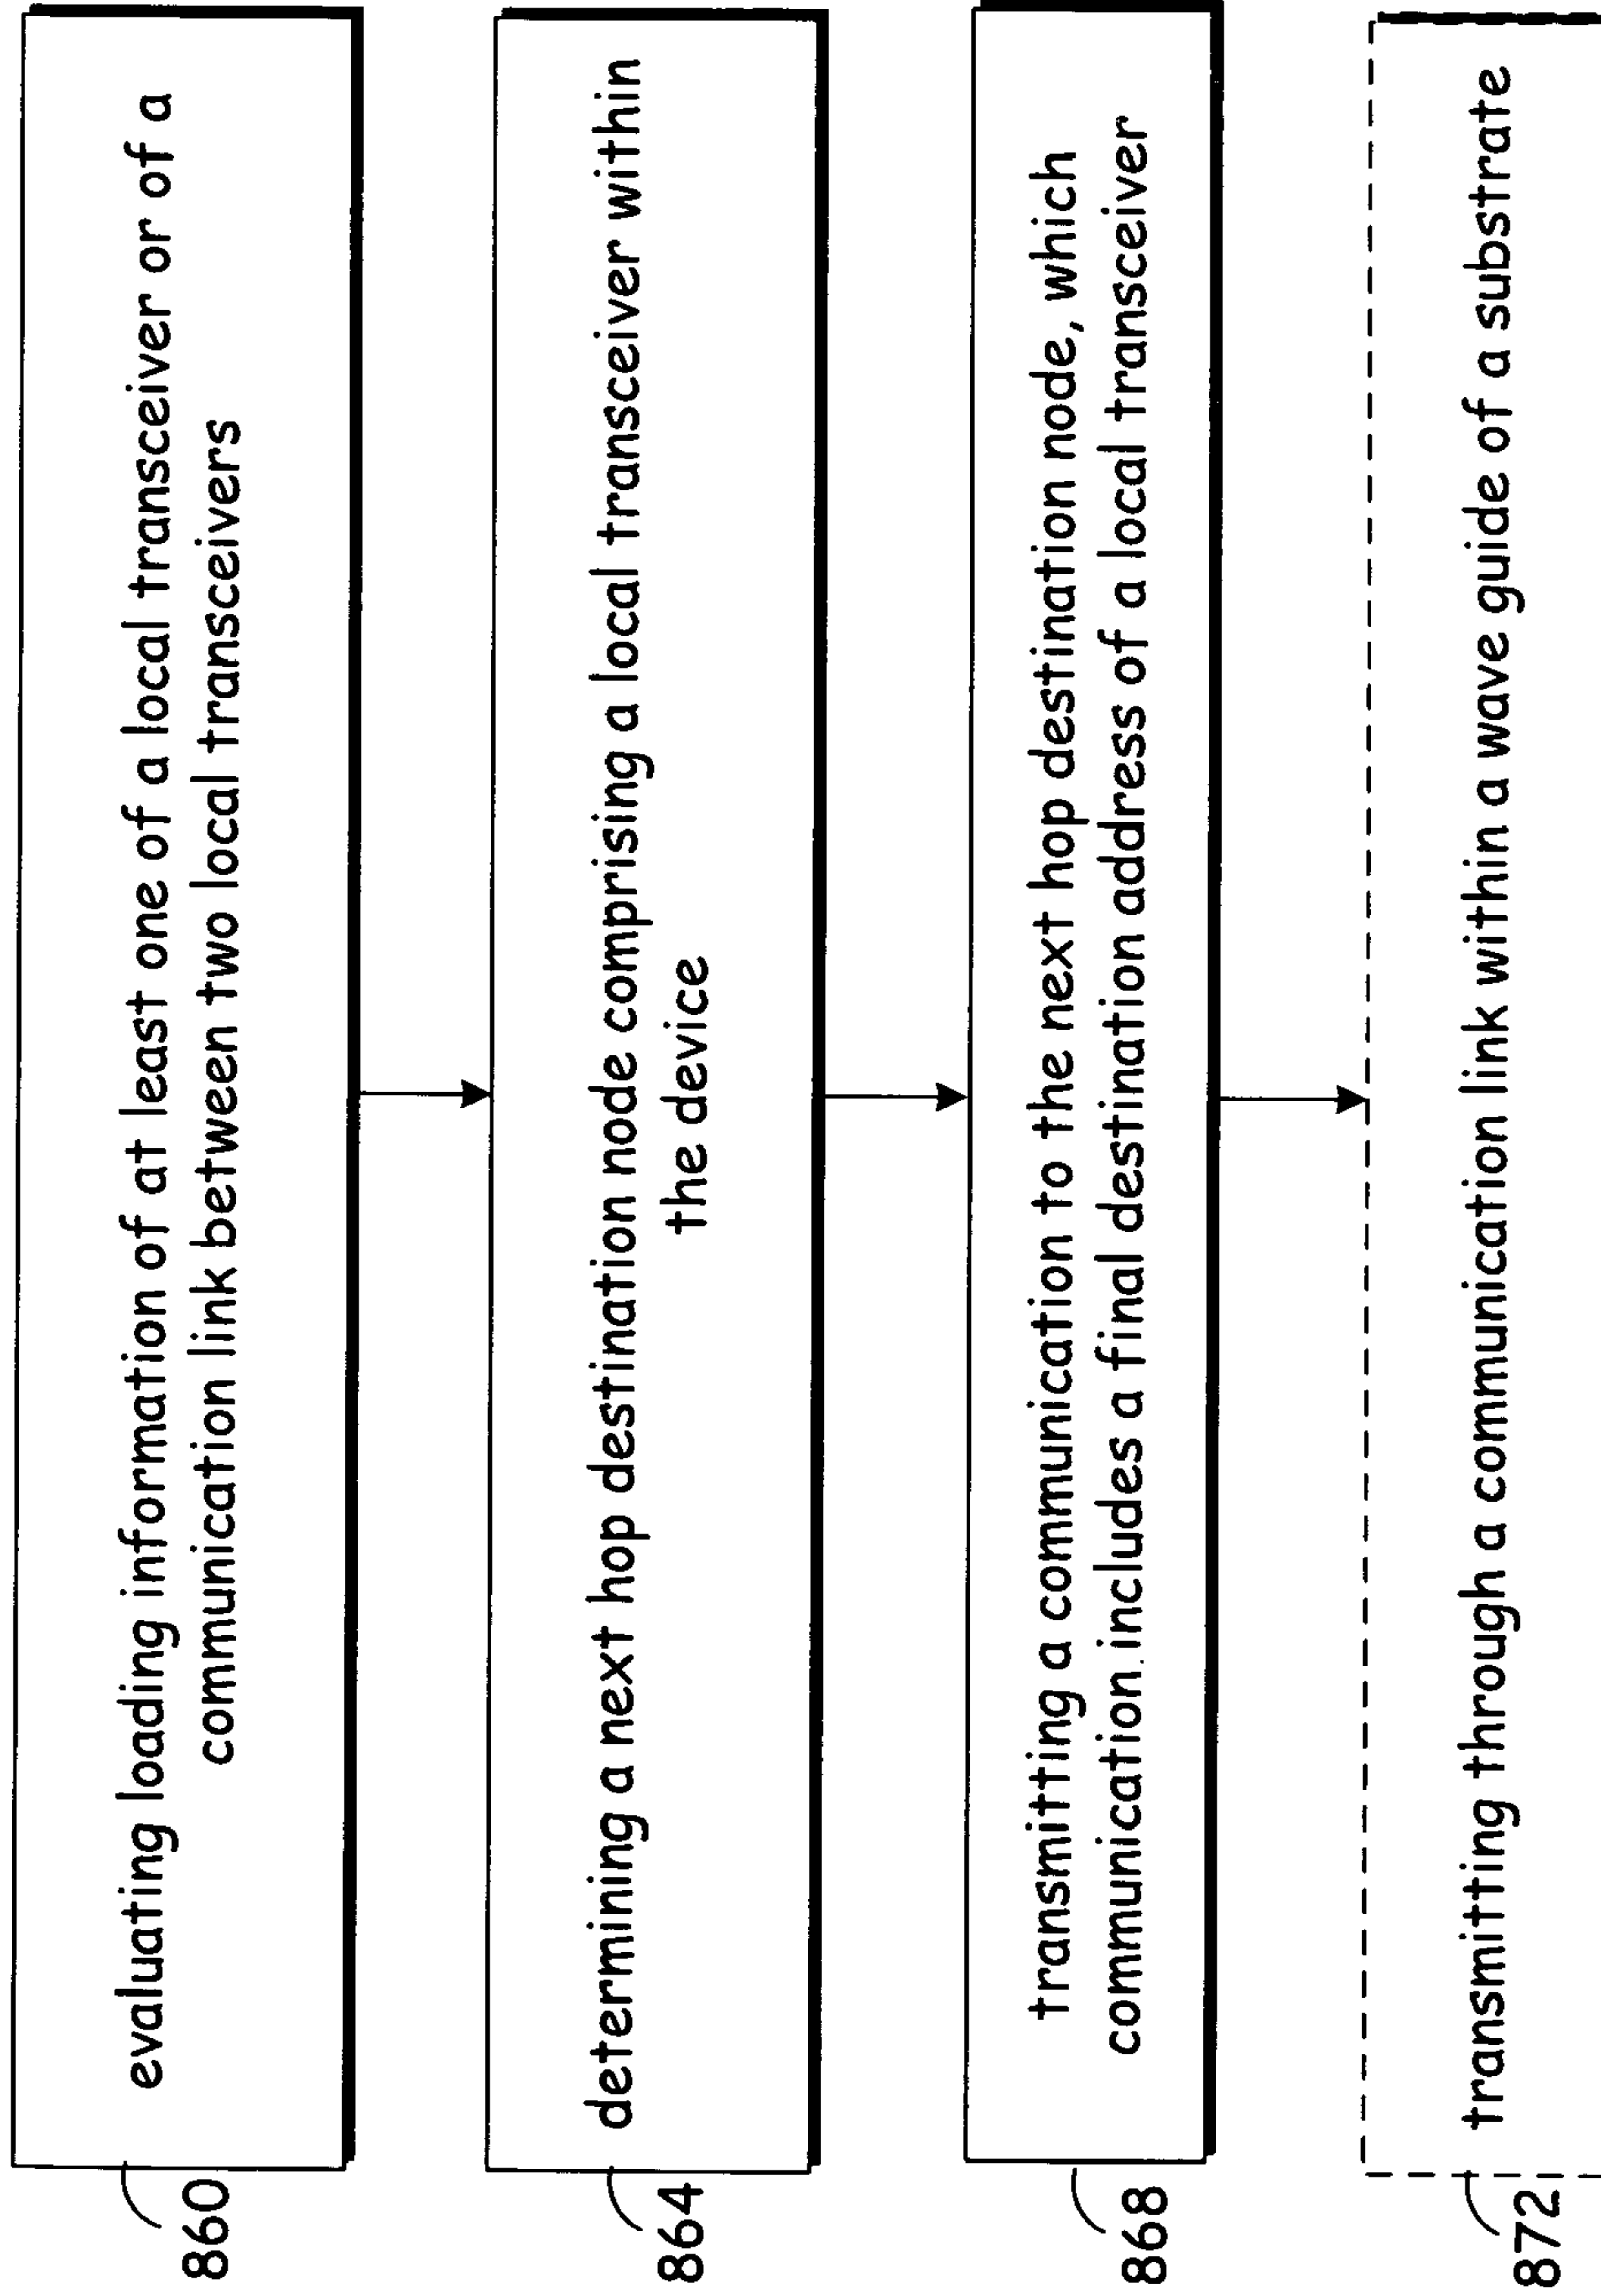 evaluating loading information of at least one of a local transceiver or of a
communication link between two local transceivers
860
determining a next hop destination node comprising a local transceiver within
the device
864
transmitting a communication to the next hop destination node, which
communication includes a final destination address of a local transceiver
868
transmitting through a communication link within a wave guide of a substrate
872